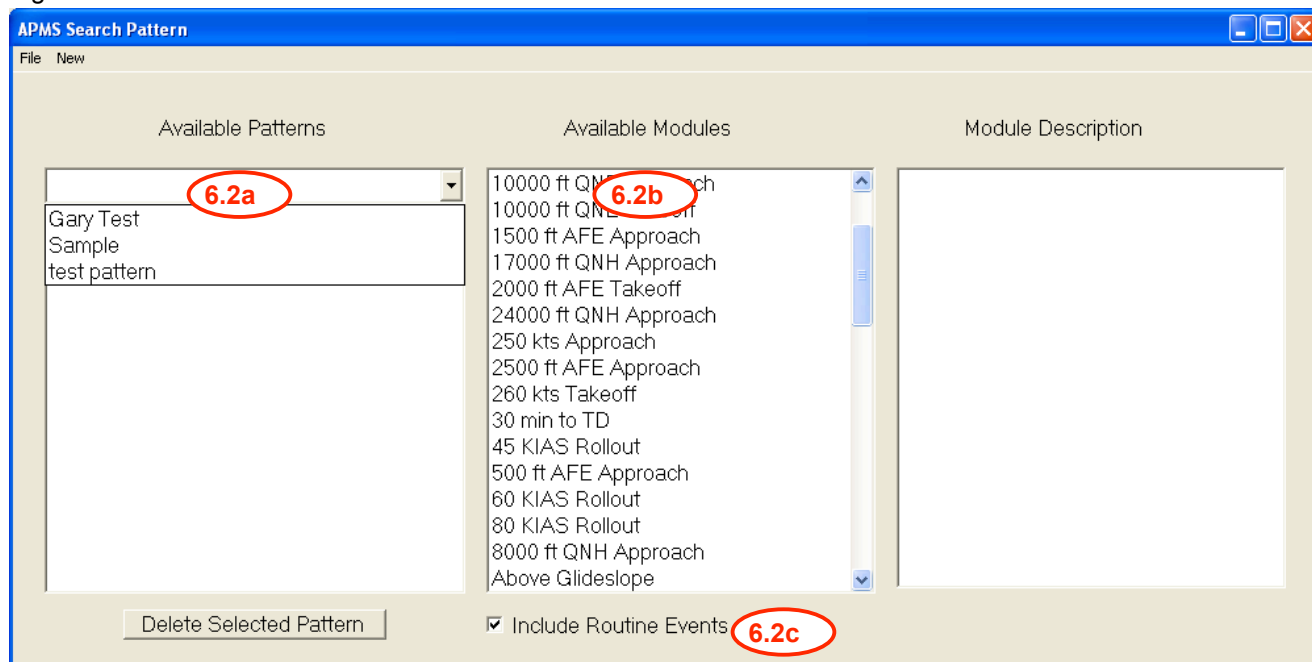 APMS Search Pattern
File New
Available Patterns
Available Modules
Module Description
6.2a
Gary Test
Sample
test pattern
10000 ft QNE
6.2b
10000 ft QNE
1500 ft AFE Approach
17000 ft QNH Approach
2000 ft AFE Takeoff
24000 ft QNH Approach
250 kts Approach
2500 ft AFE Approach
260 kts Takeoff
30 min to TD
45 KIAS Rollout
500 ft AFE Approach
60 KIAS Rollout
80 KIAS Rollout
8000 ft QNH Approach
Above Glideslope
Delete Selected Pattern
Include Routine Events
6.2c